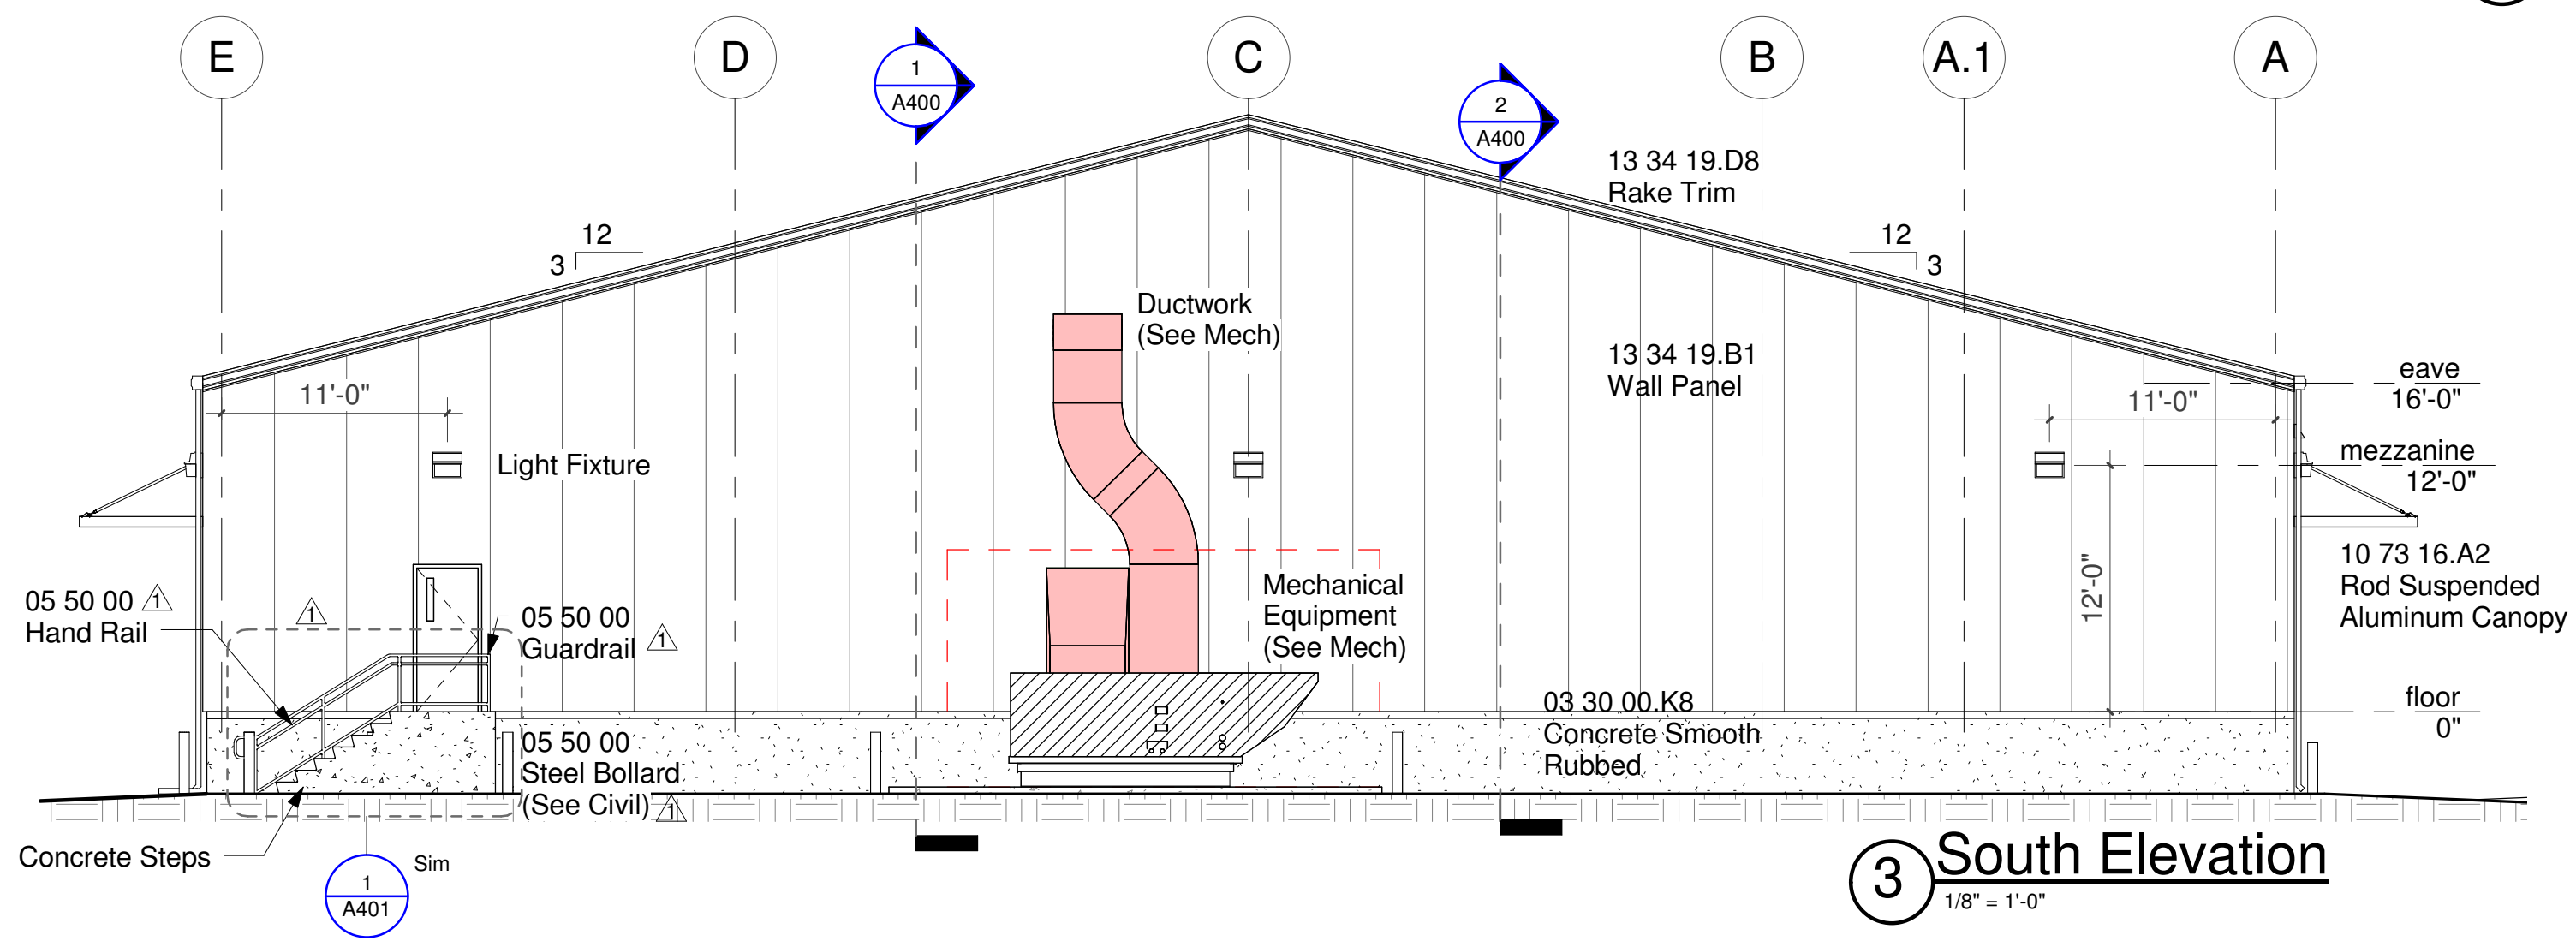 E
D
C
B
A.1
A
1
A400
2
A400
13 34 19.D8
Rake Trim
12
3
12
3
Ductwork
(See Mech)
13 34 19.B1
Wall Panel
eave
16'-0"
11'-0"
11'-0"
Light Fixture
mezzanine
12'-0"
12'-0"
10 73 16.A2
Rod Suspended
Aluminum Canopy
05 50 00 1
Hand Rail
1
05 50 00
Guardrail 1
Mechanical
Equipment
(See Mech)
03 30 00.K8
Concrete Smooth
Rubbed
floor
0"
05 50 00
Steel Bollard
(See Civil) 1
Concrete Steps
1
A401
Sim
3 South Elevation
1/8" = 1'-0"